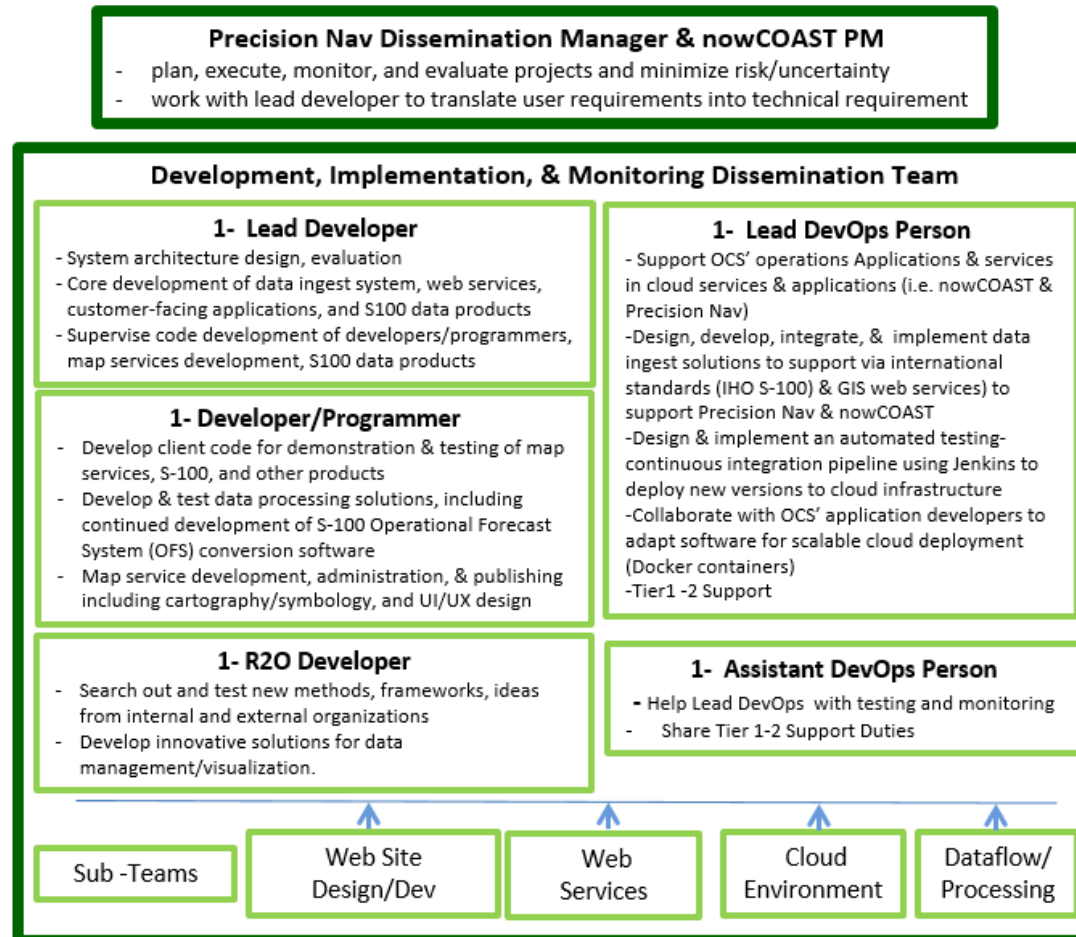 Precision Nav Dissemination Manager & nowCOAST PM
- plan, execute, monitor, and evaluate projects and minimize risk/uncertainty
- work with lead developer to translate user requirements into technical requirement
Development, Implementation, & Monitoring Dissemination Team
1- Lead Developer
- System architecture design, evaluation
- Core development of data ingest system, web services,
customer-facing applications, and S100 data products
- Supervise code development of developers/programmers,
map services development, S100 data products
1- Developer/Programmer
- Develop client code for demonstration & testing of map
services, S-100, and other products
- Develop & test data processing solutions, including
continued development of S-100 Operational Forecast
System (OFS) conversion software
- Map service development, administration, & publishing
including cartography/symbology, and UI/UX design
1- R2O Developer
- Search out and test new methods, frameworks, ideas
from internal and external organizations
- Develop innovative solutions for data
management/visualization.
1- Lead DevOps Person
- Support OCS' operations Applications & services
in cloud services & applications (i.e. nowCOAST &
Precision Nav)
-Design, develop, integrate, & implement data
ingest solutions to support via international
standards (IHO S-100) & GIS web services) to
support Precision Nav & nowCOAST
-Design & implement an automated testing-
continuous integration pipeline using Jenkins to
deploy new versions to cloud infrastructure
-Collaborate with OCS' application developers to
adapt software for scalable cloud deployment
(Docker containers)
-Tier1 -2 Support
1- Assistant DevOps Person
- Help Lead DevOps with testing and monitoring
- Share Tier 1-2 Support Duties
Sub -Teams
Web Site
Design/Dev
Web
Services
Cloud
Environment
Dataflow/
Processing